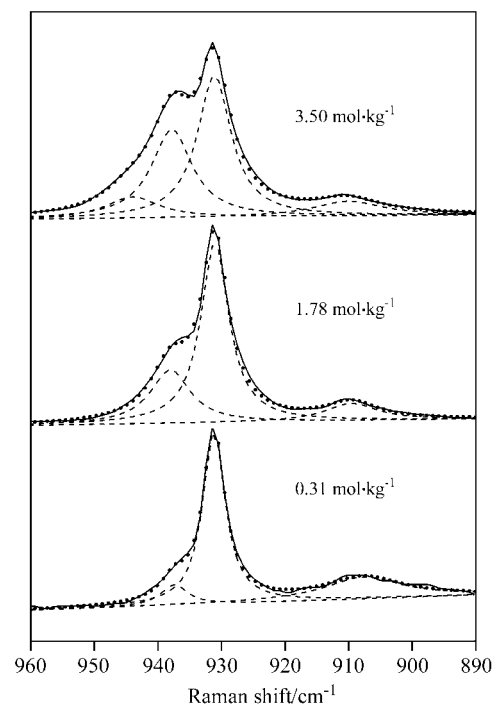 3.50 mol·kg⁻¹
1.78 mol·kg⁻¹
0.31 mol·kg⁻¹
960 950 940 930 920 910 900 890
Raman shift/cm⁻¹